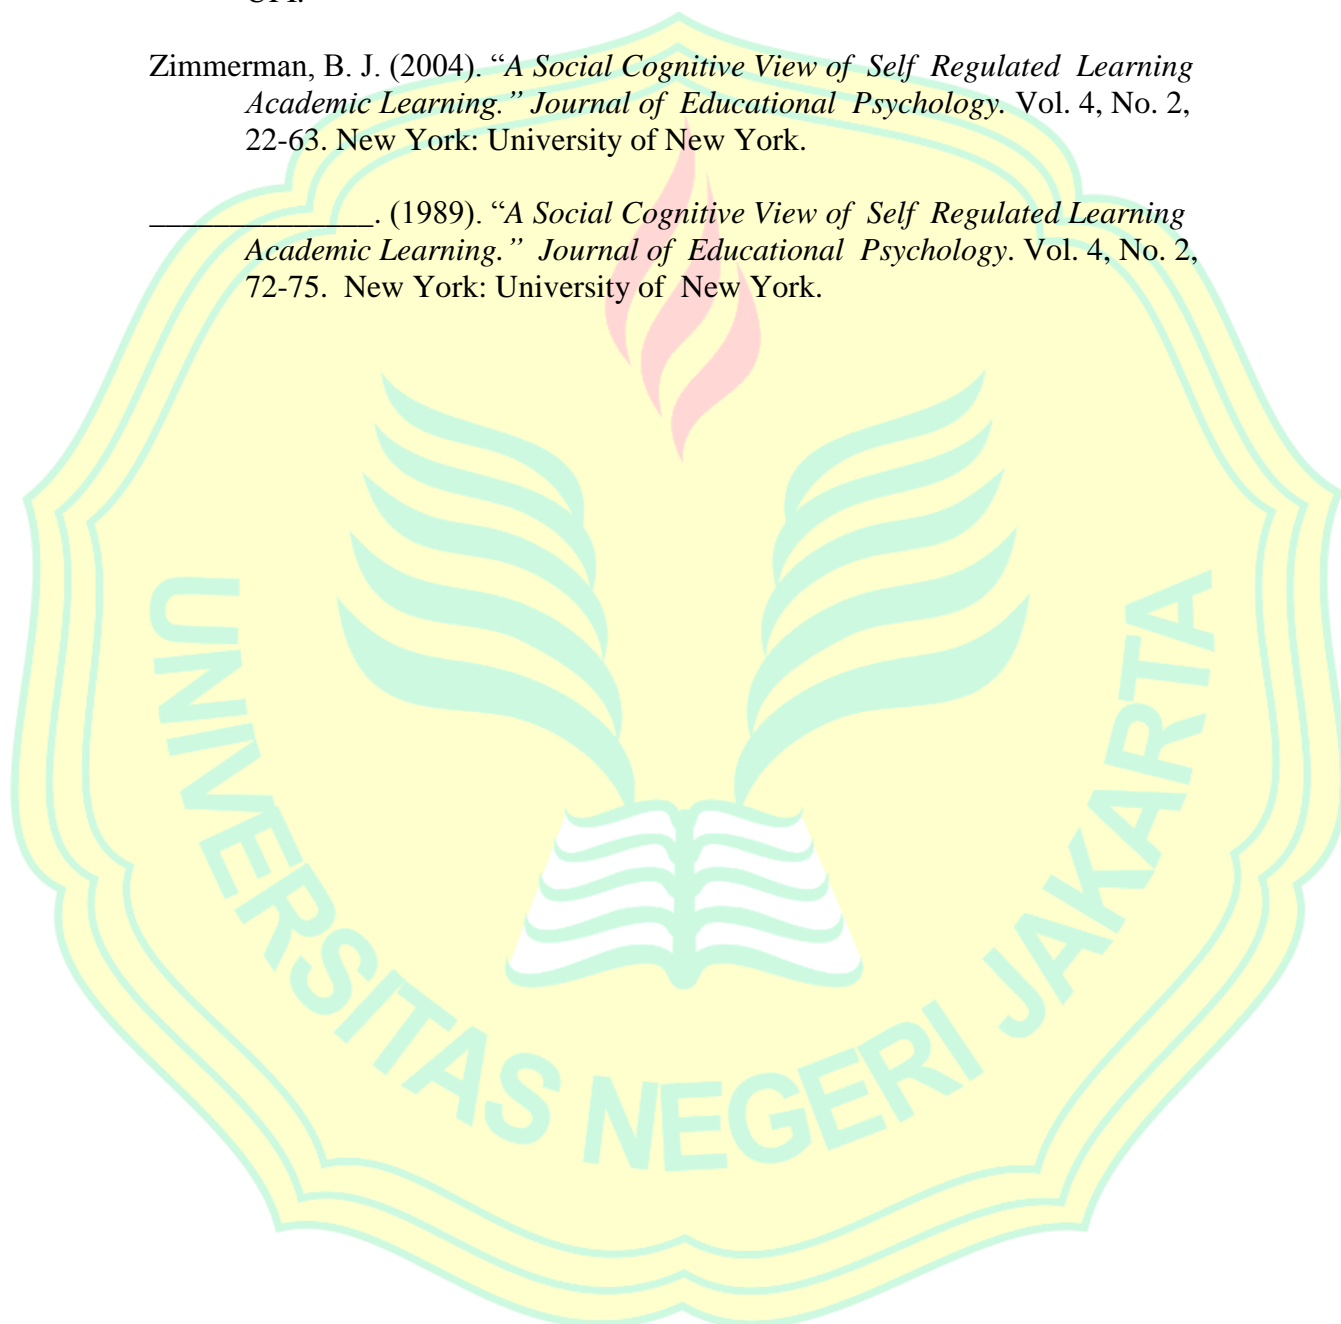 Zimmerman, B. J. (2004). “A Social Cognitive View of Self Regulated Learning
Academic Learning.” Journal of Educational Psychology. Vol. 4, No. 2,
22-63. New York: University of New York.
______________. (1989). “A Social Cognitive View of Self Regulated Learning
Academic Learning.” Journal of Educational Psychology. Vol. 4, No. 2,
72-75. New York: University of New York.
UNIVERSITAS NEGERI JAKARTA